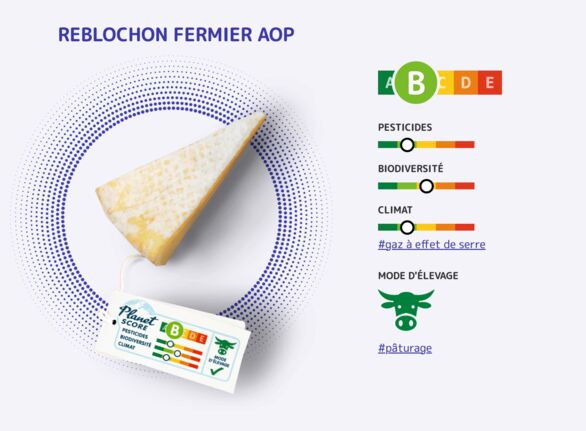 REBLOCHON FERMIER AOP
A B C D E
PESTICIDES
BIODIVERSITÉ
CLIMAT
#gaz à effet de serre
MODE D'ÉLEVAGE
#pâturage
Planet
SCORE
PESTICIDES
BIODIVERSITÉ
CLIMAT
A B C D E
MODE
D'ÉLEVAGE